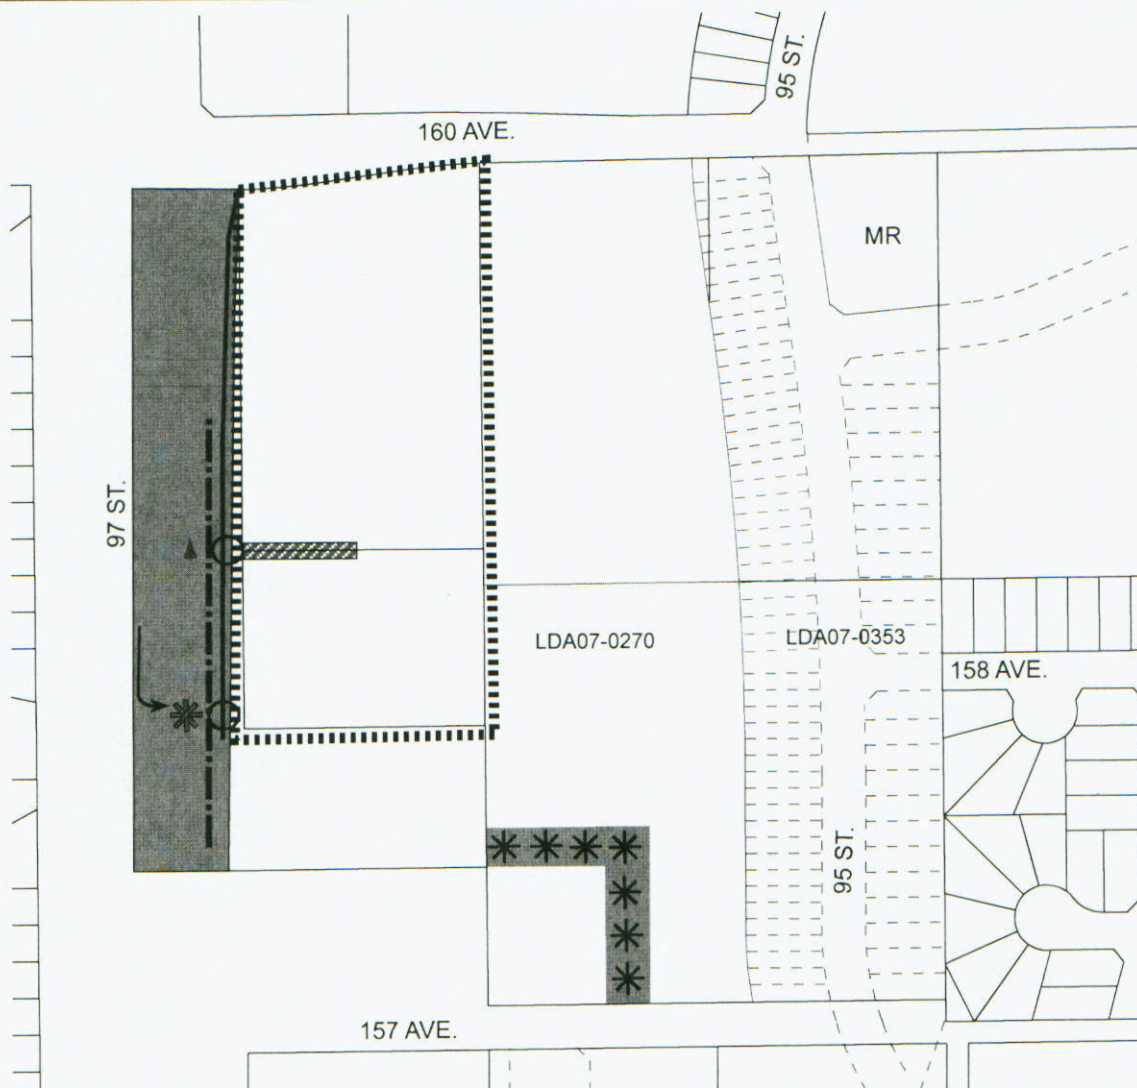 95 ST.
160 AVE.
MR
97 ST.
LDA07-0270
LDA07-0353
158 AVE.
95 ST.
157 AVE.